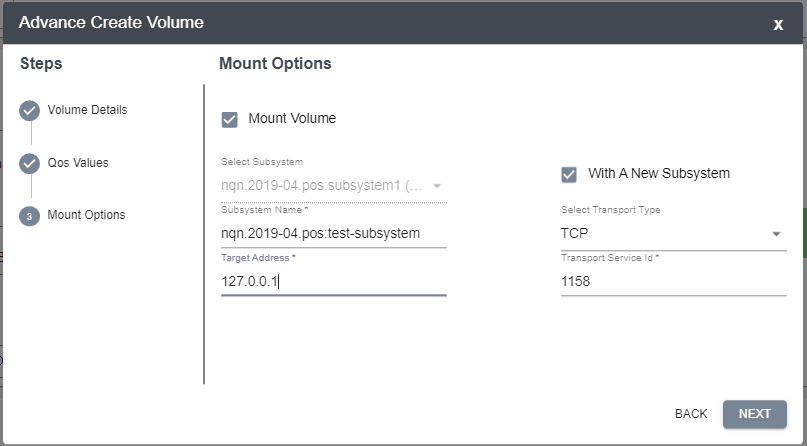 Advance Create Volume
x
Steps
Volume Details
Qos Values
3
Mount Options
Mount Options
Mount Volume
Select Subsystem
nqn.2019-04.pos:subsystem1 (...
With A New Subsystem
Subsystem Name *
nqn.2019-04.pos:test-subsystem
Select Transport Type
TCP
Target Address *
127.0.0.1
Transport Service Id *
1158
BACK
NEXT